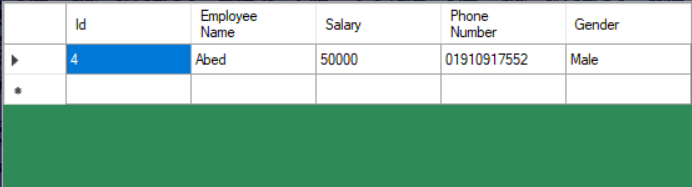 Id Employee Name Salary Phone Number Gender
4 Abed 50000 01910917552 Male